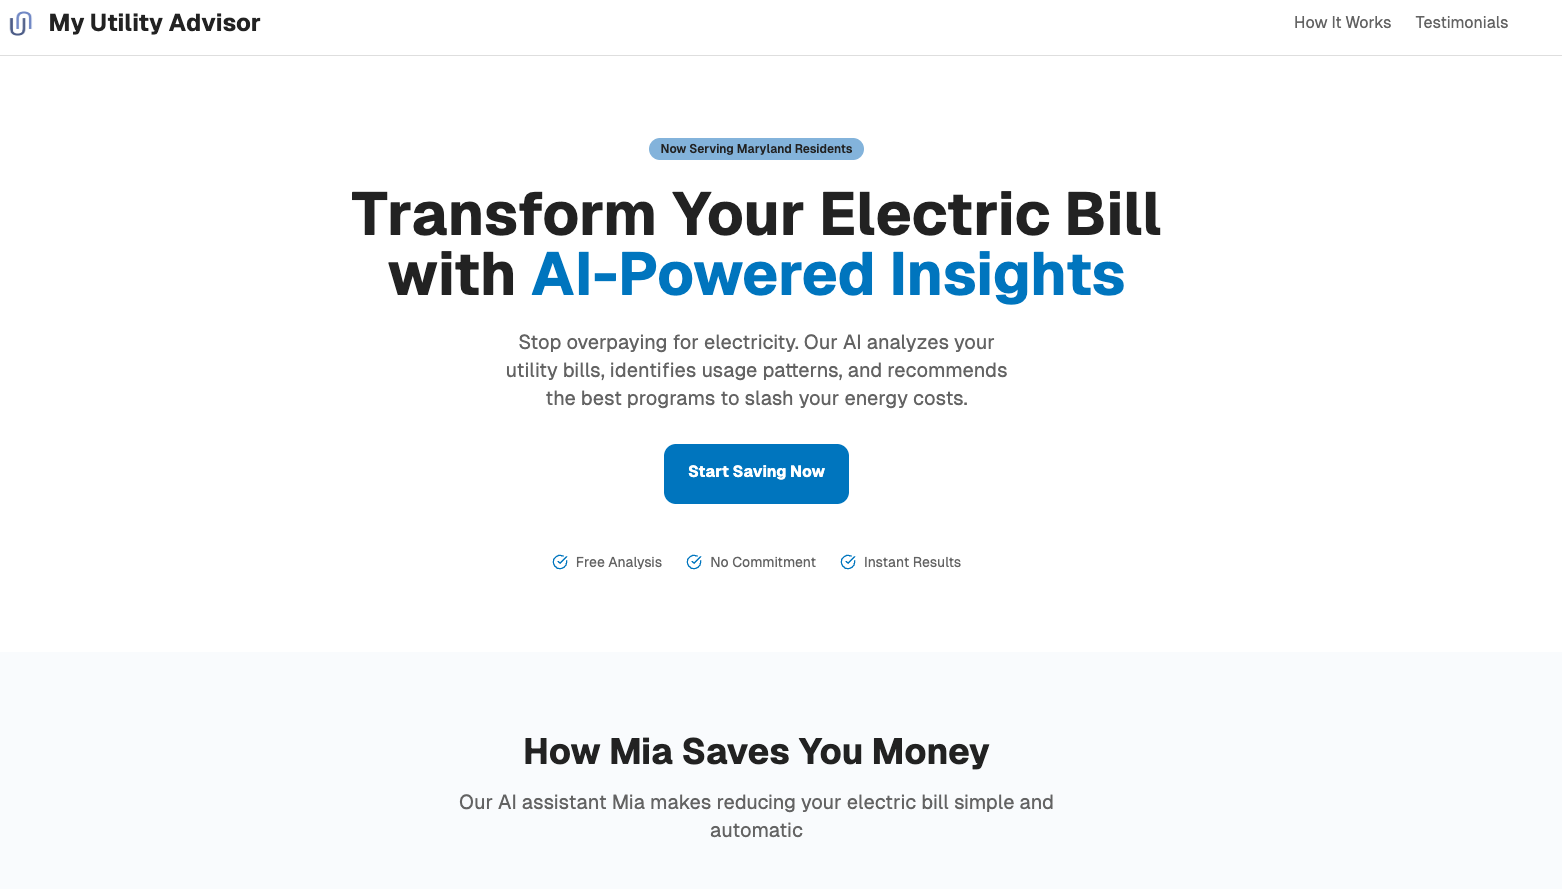 My Utility Advisor
How It Works
Testimonials
Now Serving Maryland Residents
Transform Your Electric Bill
with AI-Powered Insights
Stop overpaying for electricity. Our AI analyzes your
utility bills, identifies usage patterns, and recommends
the best programs to slash your energy costs.
Start Saving Now
Free Analysis
No Commitment
Instant Results
How Mia Saves You Money
Our AI assistant Mia makes reducing your electric bill simple and
automatic